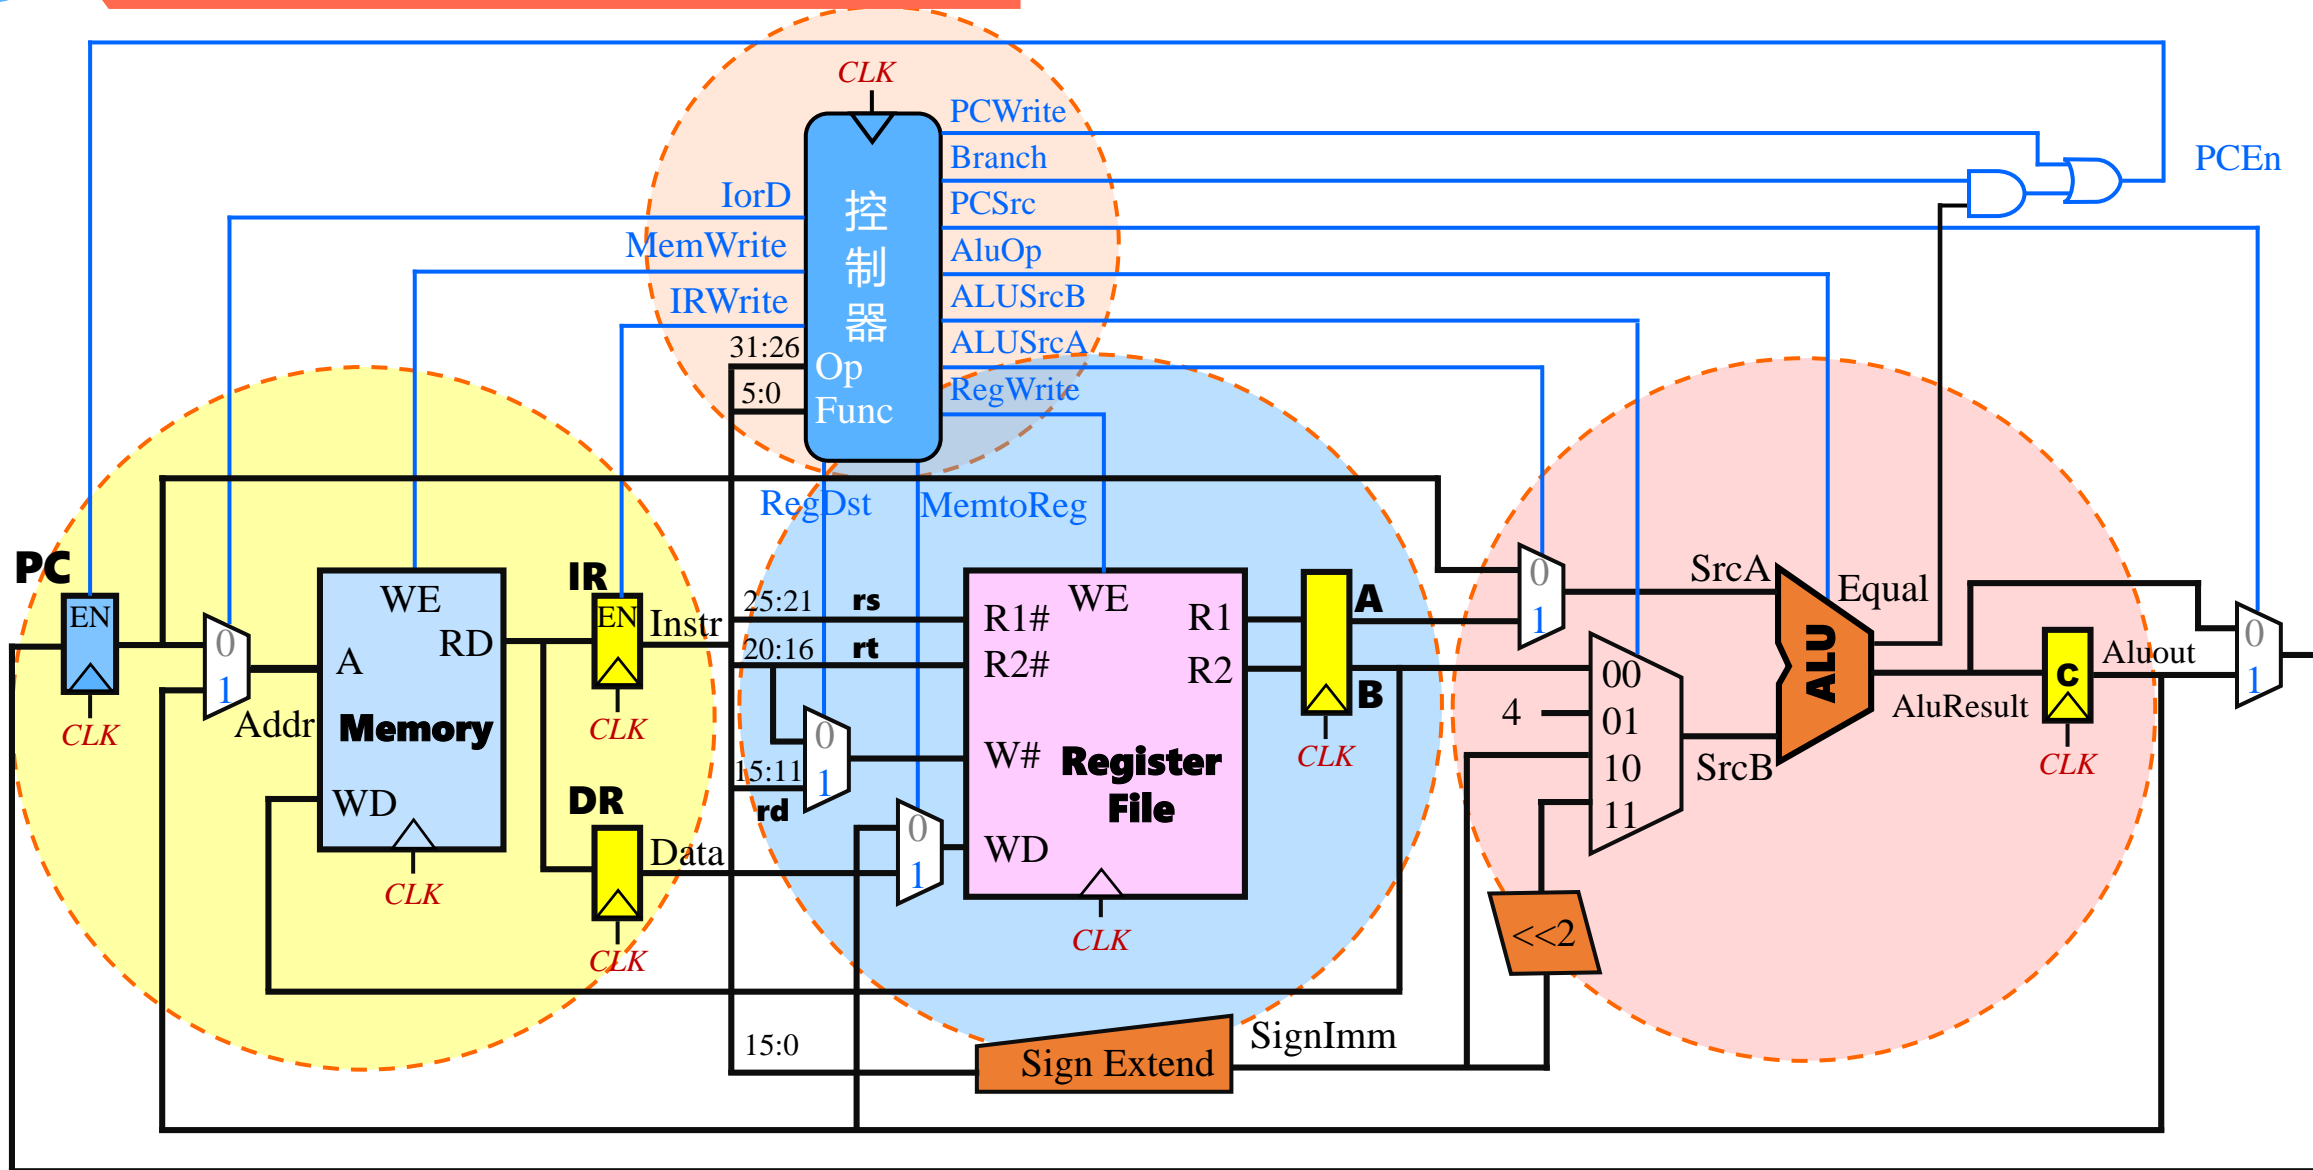 CLK
PCWrite
Branch
PCEn
IorD
PCSrc
MemWrite
AluOp
IRWrite
ALUSrcB
控
制
器
31:26
Op
ALUSrcA
5:0
Func
RegWrite
RegDst
MemtoReg
PC
EN
CLK
0
1
Addr
WE
A
RD
Memory
WD
CLK
IR
EN
Instr
CLK
DR
Data
CLK
25:21 rs
20:16 rt
0
15:11
1
rd
0
1
WE
R1#
R1
R2#
R2
W#
Register
File
WD
CLK
A
B
CLK
15:0
Sign Extend
SignImm
0
1
SrcA
00
4
01
10
11
SrcB
<<2
ALU
Equal
AluResult
C
CLK
Aluout
0
1